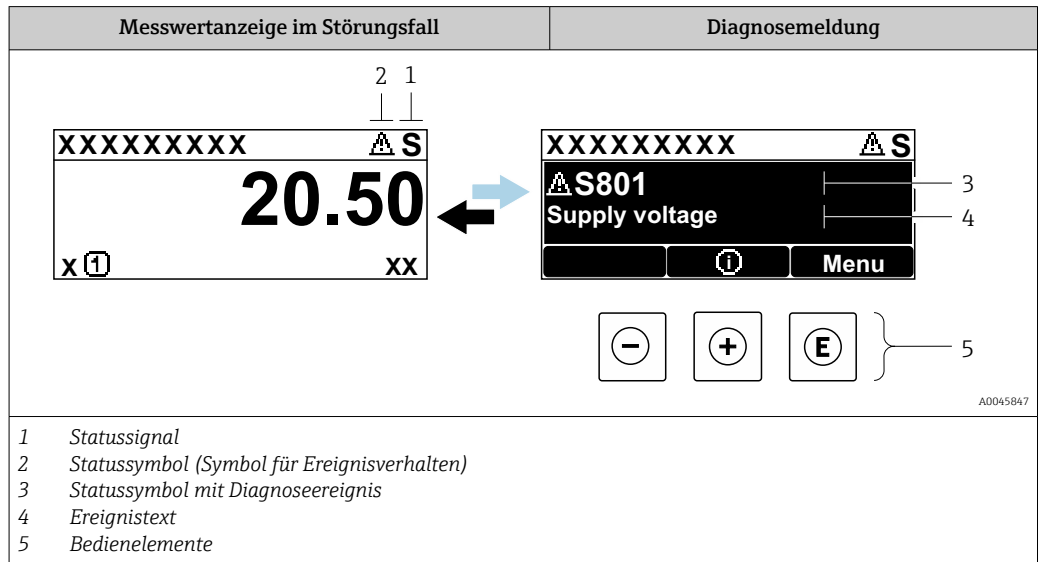 Messwertanzeige im Störungsfall Diagnosemeldung
2 1
XXXXXXXXX S
20.50
X 1 XX
XXXXXXXXX S
S801 3
Supply voltage 4
i Menu
− + E 5
A0045847
1 Statussignal
2 Statussymbol (Symbol für Ereignisverhalten)
3 Statussymbol mit Diagnoseereignis
4 Ereignistext
5 Bedienelemente